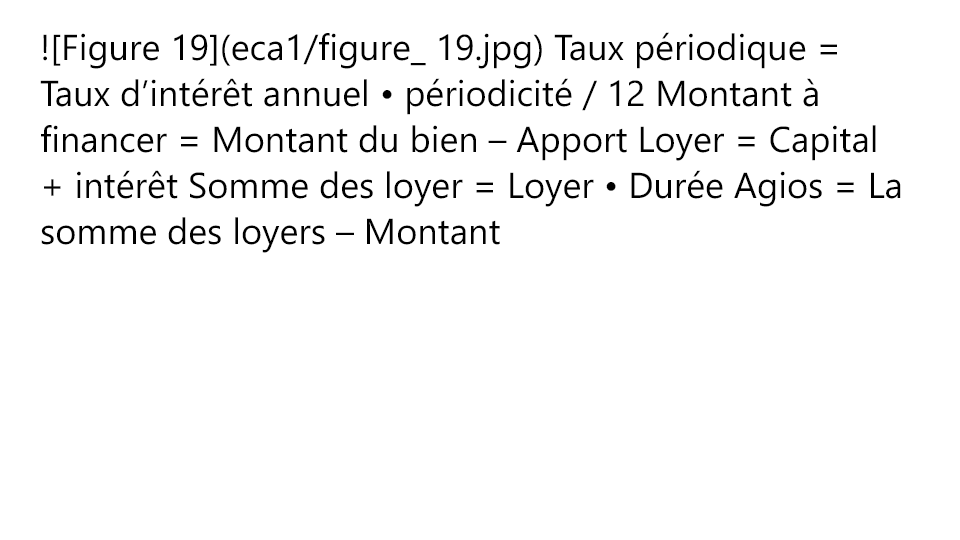 ![Figure 19](eca1/figure_ 19.jpg) Taux périodique =
Taux d’intérêt annuel • périodicité / 12 Montant à
financer = Montant du bien – Apport Loyer = Capital
+ intérêt Somme des loyer = Loyer • Durée Agios = La
somme des loyers – Montant